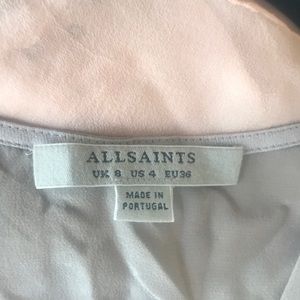 ALLSAINTS
UK 8 US 4 EU36
MADE IN
PORTUGAL